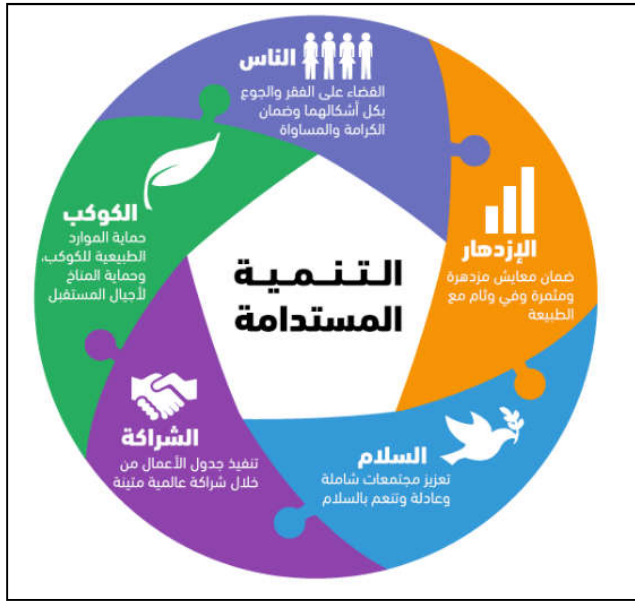 الناس
القضاء على الفقر والجوع
بكل أشكالهما وضمان
الكرامة والمساواة
الإزدهار
ضمان معايش مزدهرة
ومثمرة وفي وئام مع
الطبيعة
السلام
تعزيز مجتمعات شاملة
وعادلة وتنعم بالسلام
الشراكة
تنفيذ جدول الأعمال من
خلال شراكة عالمية متينة
الكوكب
حماية الموارد
الطبيعية للكوكب،
وحماية المناخ
لأجيال المستقبل
التنمية
المستدامة